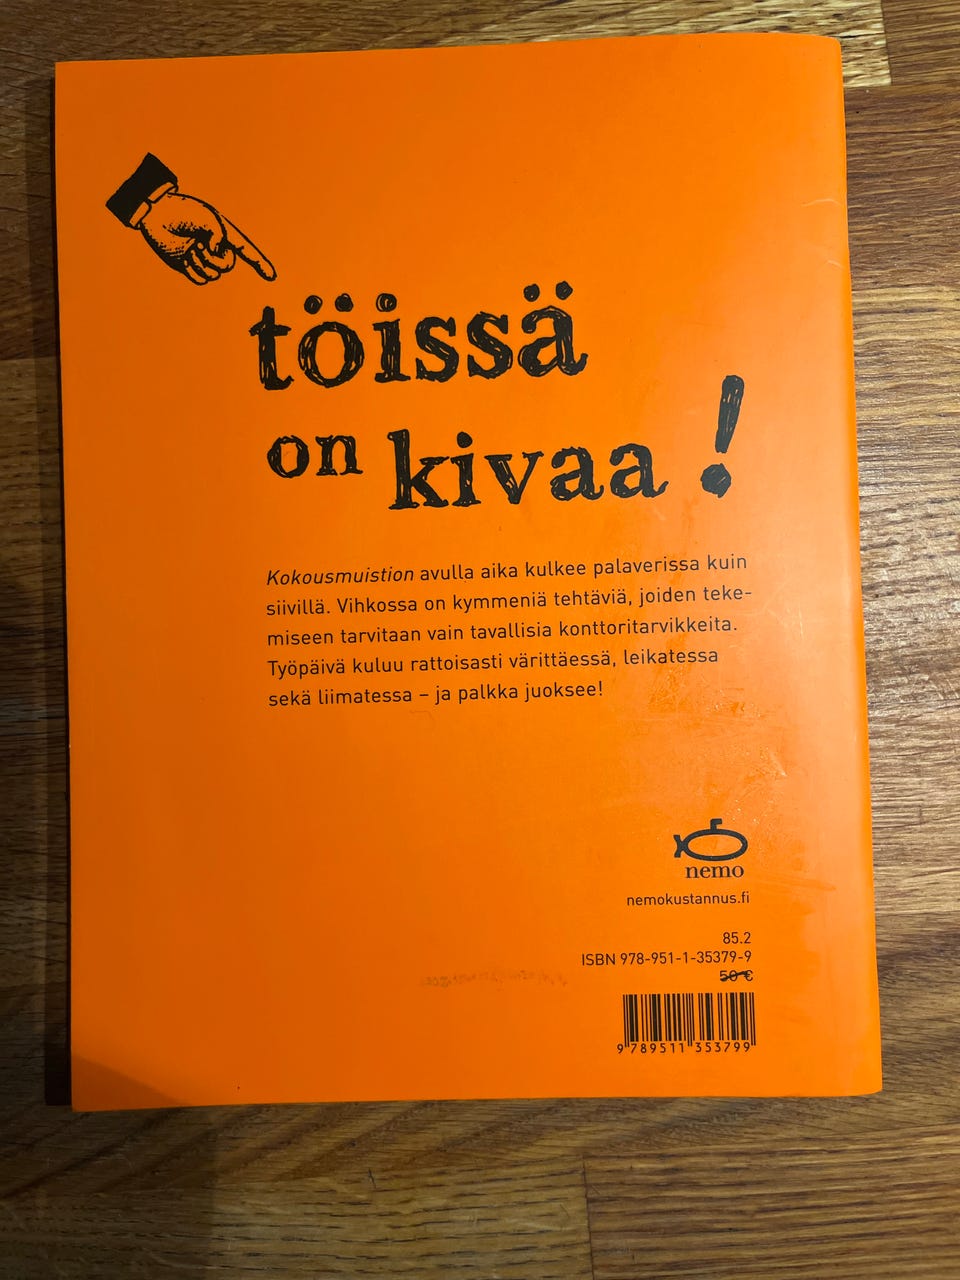 töissä
on kivaa!
Kokousmuistion avulla aika kulkee palaverissa kuin
siivillä. Vihkossa on kymmeniä tehtäviä, joiden teke-
miseen tarvitaan vain tavallisia konttoritarvikkeita.
Työpäivä kuluu rattoisasti värittäessä, leikatessa
sekä liimatessa – ja palkka juoksee!
nemo
nemokustannus.fi
85.2
ISBN 978-951-1-35379-9
50 €
9 789511 353799